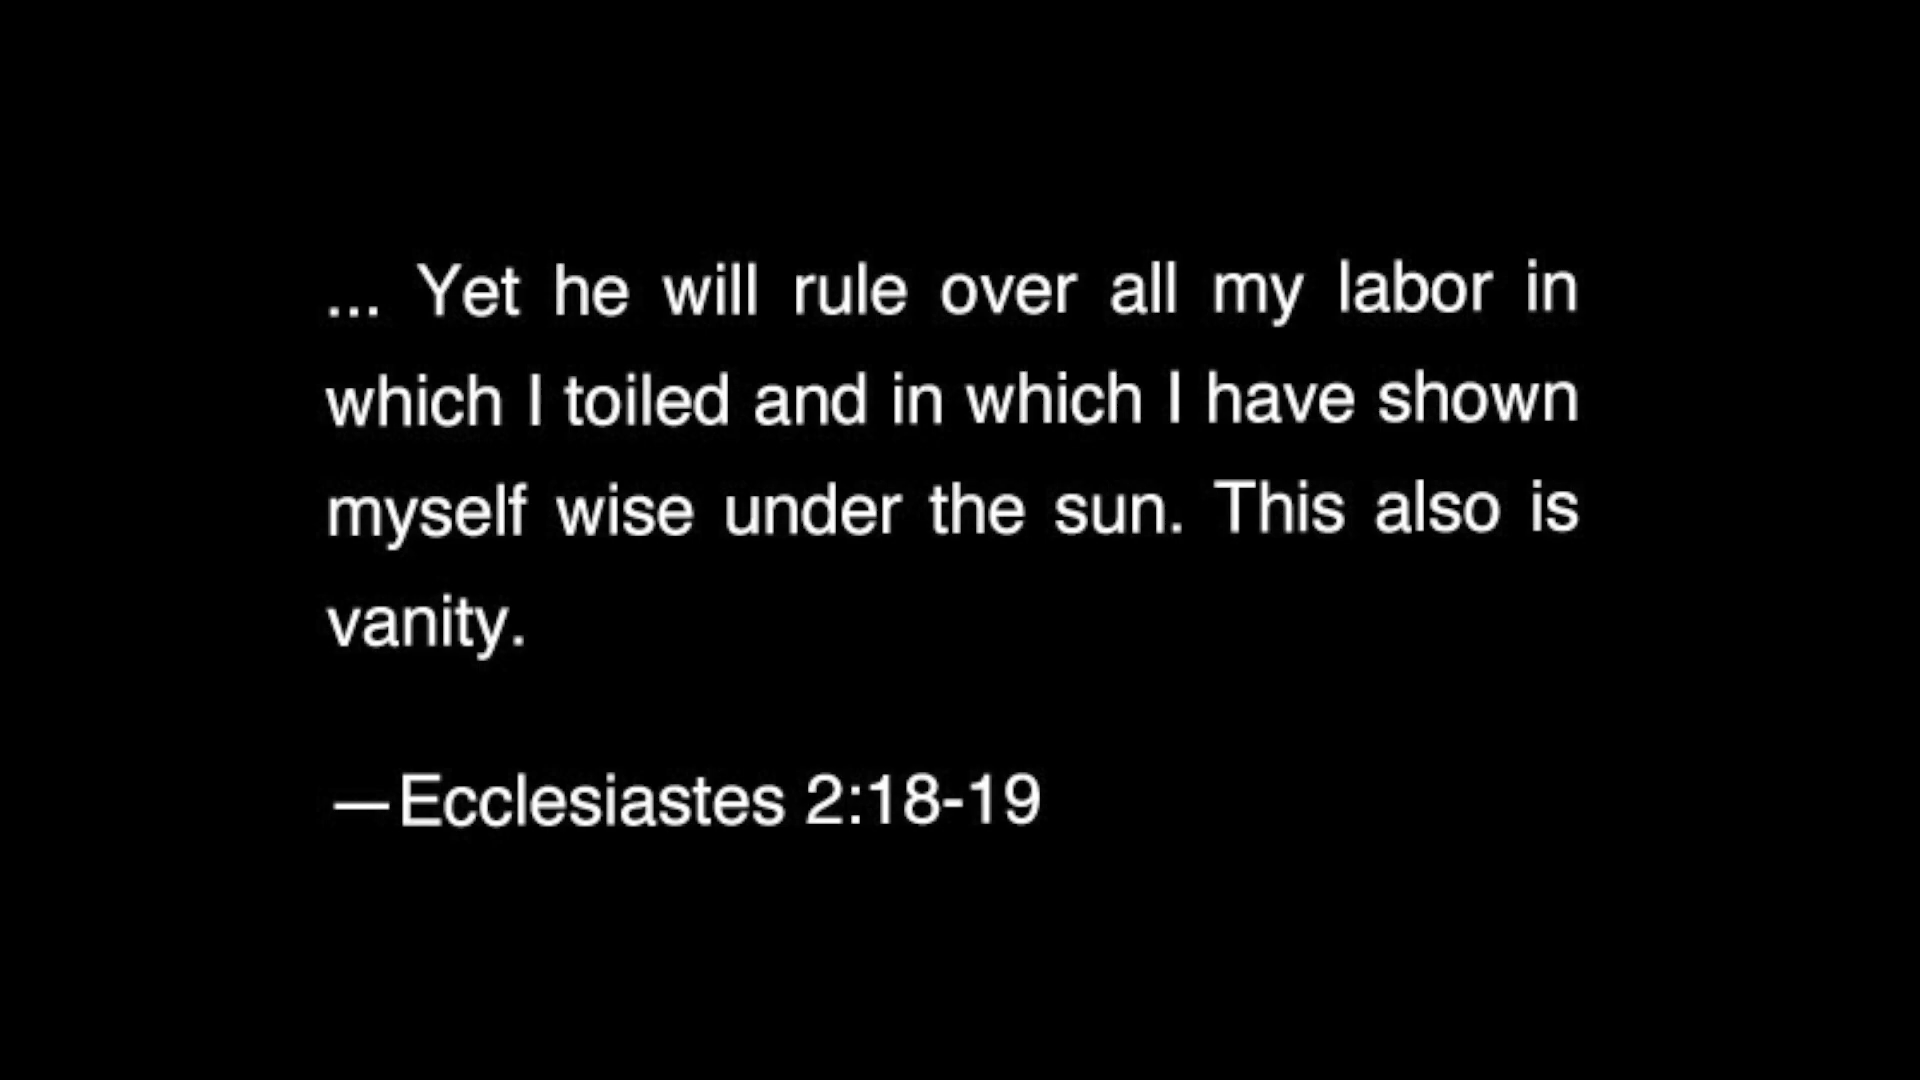 ... Yet he will rule over all my labor in
which I toiled and in which I have shown
myself wise under the sun. This also is
vanity.
—Ecclesiastes 2:18-19